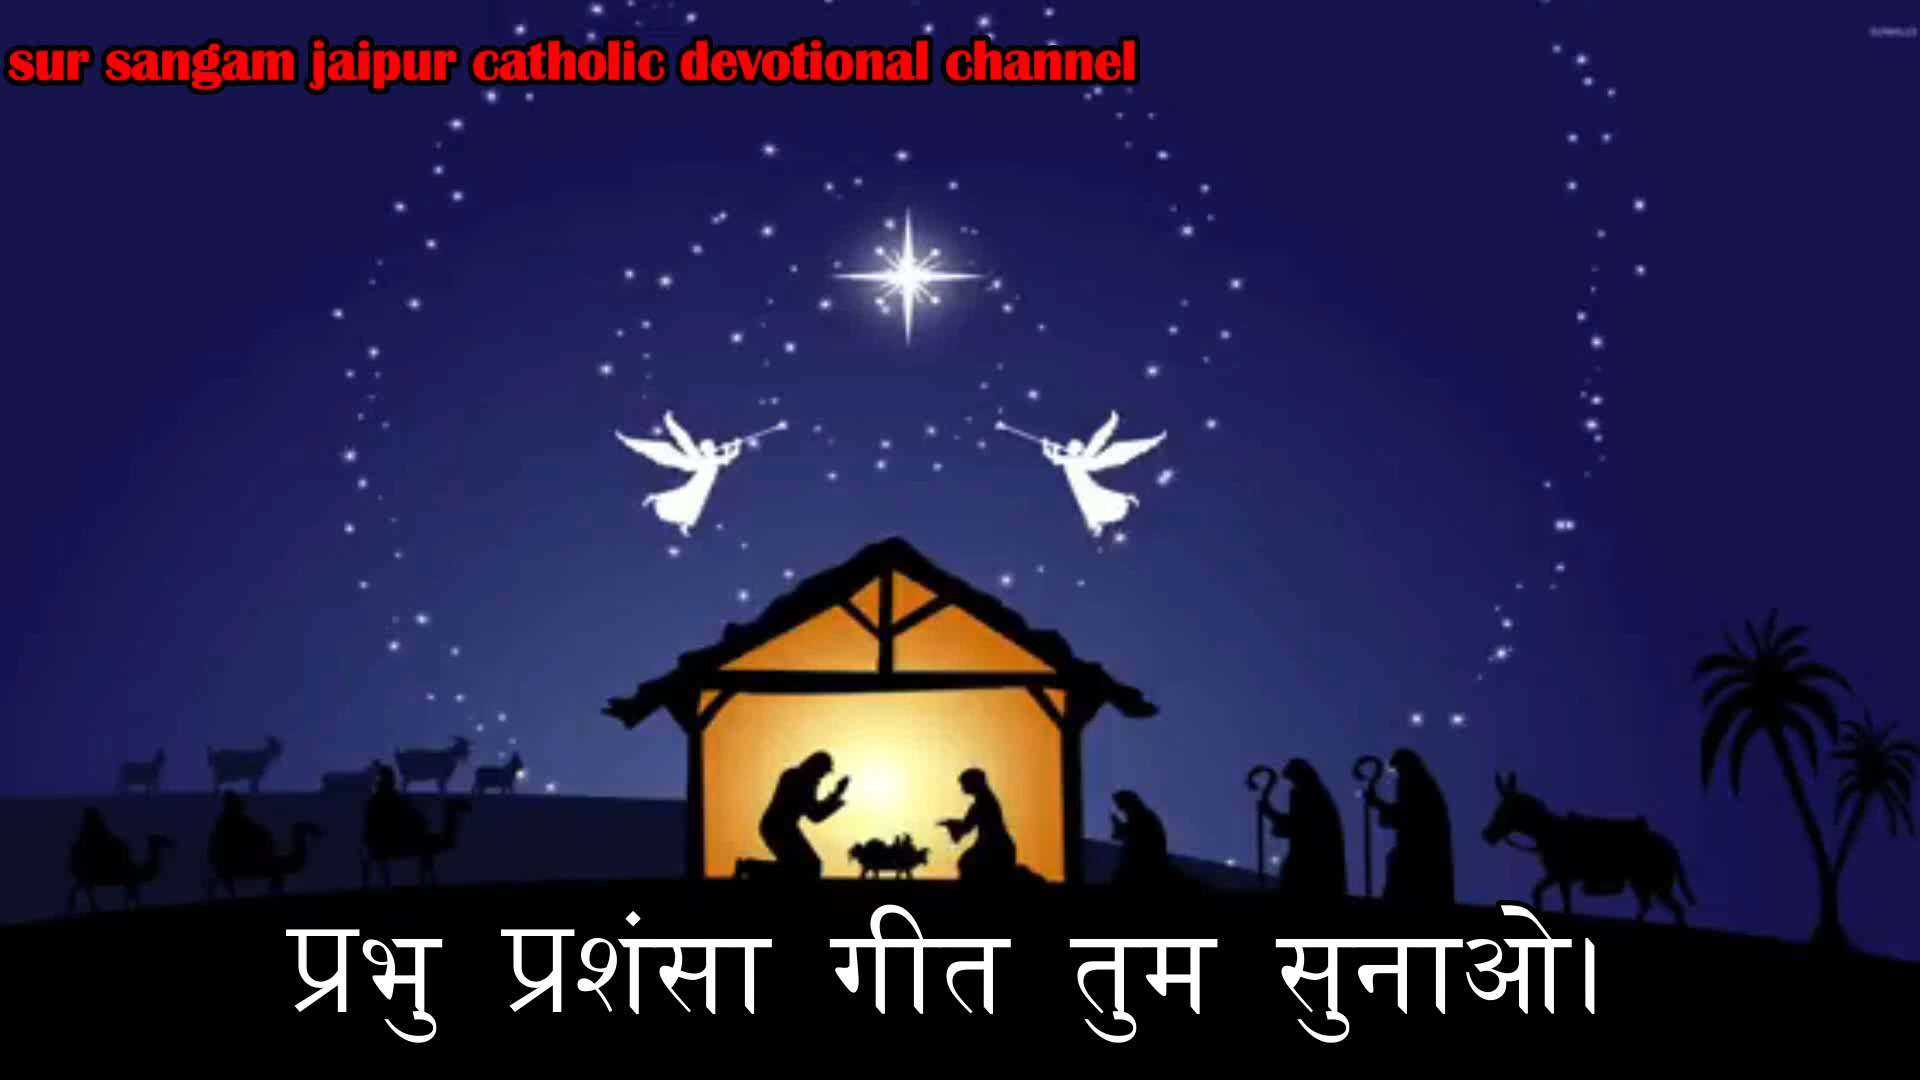 sur sangam jaipur catholic devotional channel
प्रभु प्रशंसा गीत तुम सुनाओ।